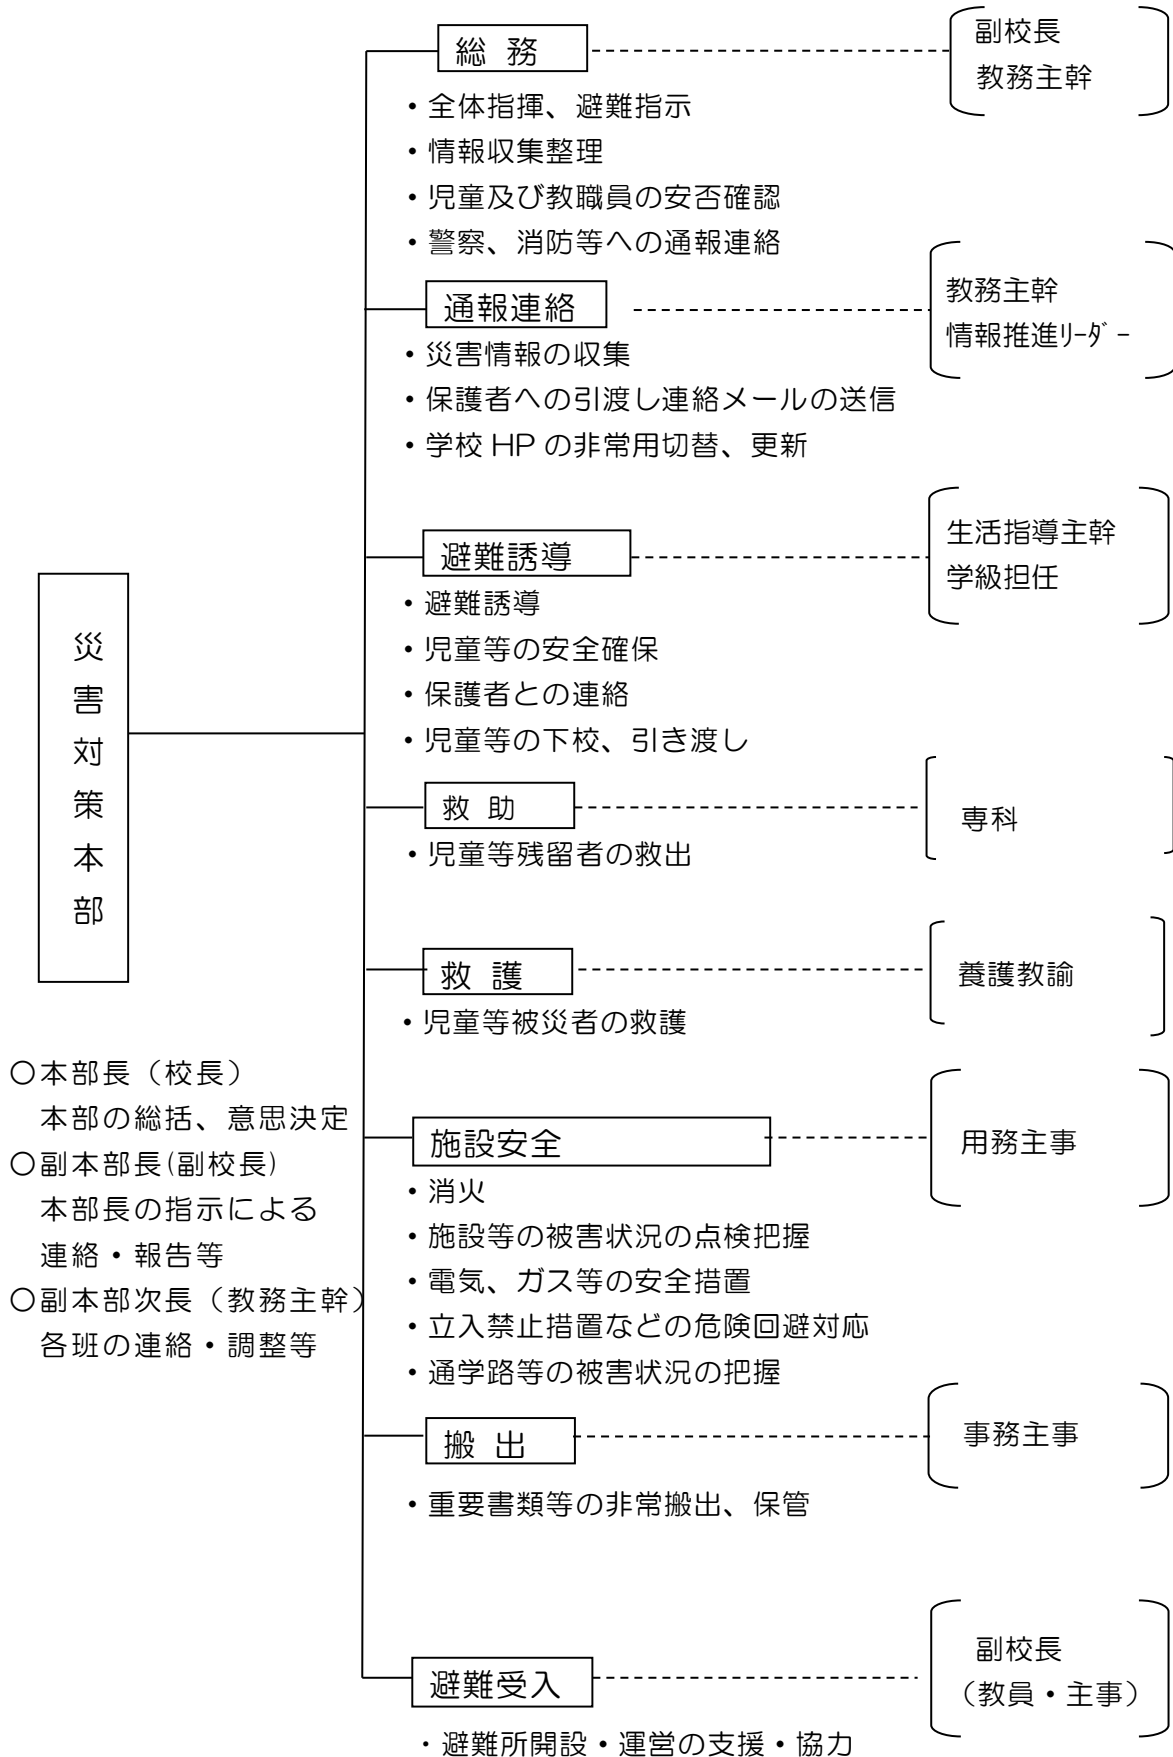 総 務
副校長
教務主幹
・全体指揮、避難指示
・情報収集整理
・児童及び教職員の安否確認
・警察、消防等への通報連絡
通報連絡
教務主幹
情報推進ﾘｰﾀﾞｰ
・災害情報の収集
・保護者への引渡し連絡メールの送信
・学校 HP の非常用切替、更新
避難誘導
生活指導主幹
学級担任
・避難誘導
・児童等の安全確保
・保護者との連絡
・児童等の下校、引き渡し
救 助
専科
・児童等残留者の救出
救 護
養護教諭
・児童等被災者の救護
施設安全
用務主事
・消火
・施設等の被害状況の点検把握
・電気、ガス等の安全措置
・立入禁止措置などの危険回避対応
・通学路等の被害状況の把握
搬 出
事務主事
・重要書類等の非常搬出、保管
避難受入
副校長
（教員・主事）
・避難所開設・運営の支援・協力
災害対策本部
〇本部長（校長）
本部の総括、意思決定
〇副本部長(副校長)
本部長の指示による
連絡・報告等
〇副本部次長（教務主幹）
各班の連絡・調整等